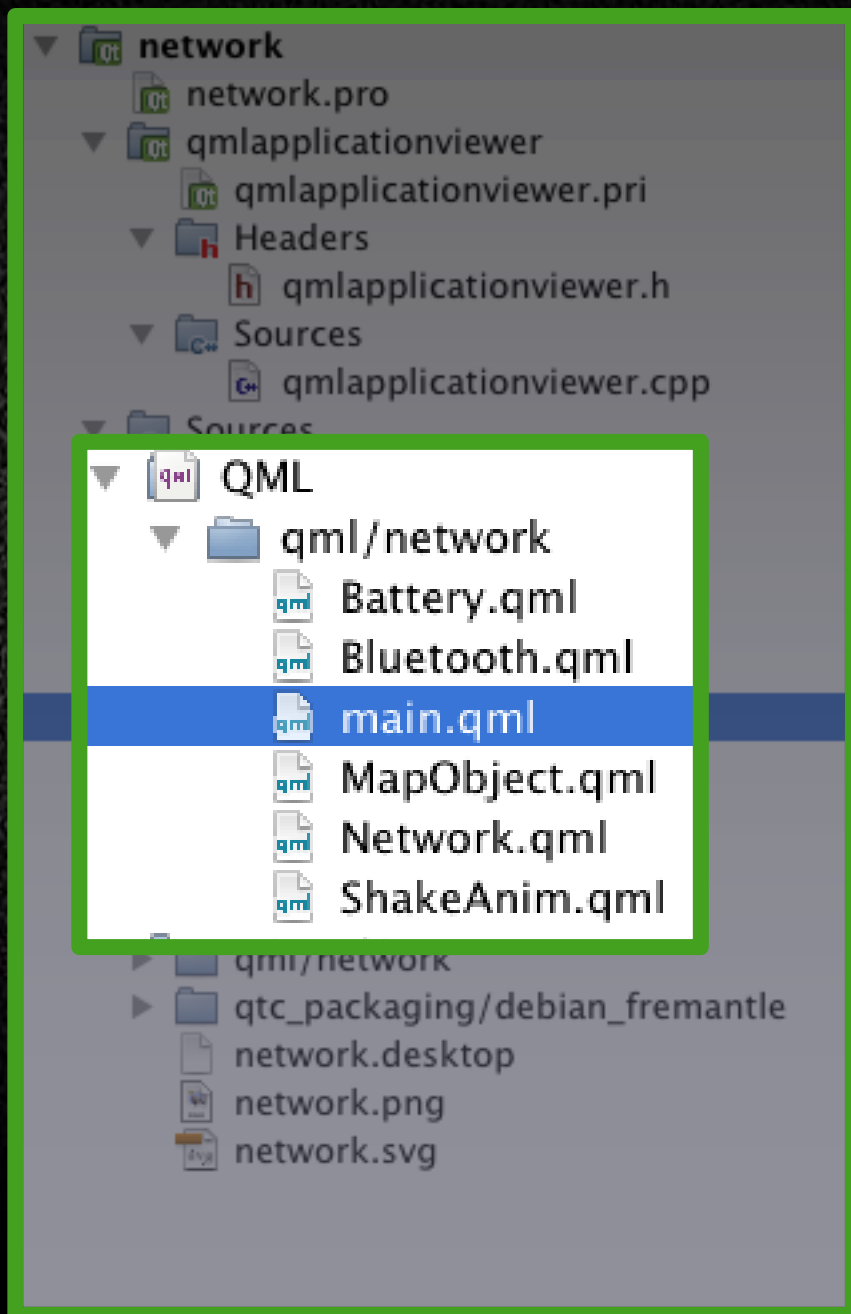 network
network.pro
qmlapplicationviewer
qmlapplicationviewer.pri
Headers
qmlapplicationviewer.h
Sources
qmlapplicationviewer.cpp
Sources
QML
qml/network
Battery.qml
Bluetooth.qml
main.qml
MapObject.qml
Network.qml
ShakeAnim.qml
qml/network
qtc_packaging/debian_fremantle
network.desktop
network.png
network.svg